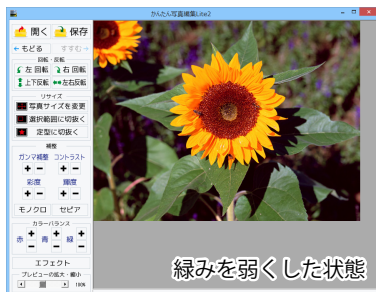 かんたん写真編集Lite2
開く 保存
←もどる すすむ→
回転・反転
左 回転 右 回転
上下反転 左右反転
リサイズ
写真サイズを変更
選択範囲に切抜く
定型に切抜く
補整
ガンマ補整 コントラスト
+ − + −
彩度 輝度
+ − + −
モノクロ セピア
カラーバランス
赤 + − 青 + − 緑 + −
エフェクト
プレビューの拡大・縮小
100%
緑みを弱くした状態